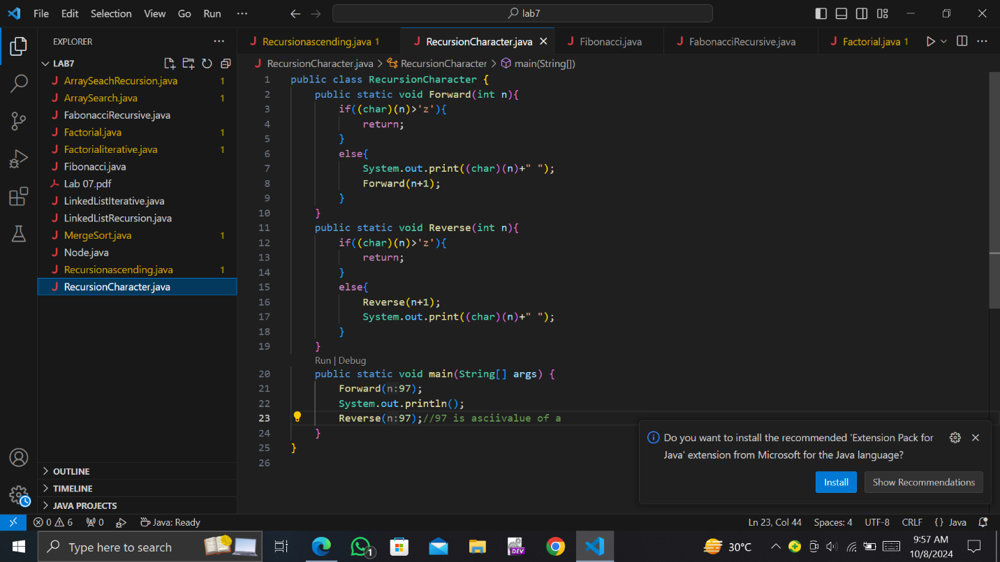 File Edit Selection View Go Run ··· lab7
EXPLORER ···
LAB7
ArraySeachRecursion.java 1
ArraySearch.java 1
FabonacciRecursive.java
Factorial.java 1
Factorialiterative.java 1
Fibonacci.java
Lab 07.pdf
LinkedListIterative.java
LinkedListRecursion.java
MergeSort.java 1
Node.java
Recursionascending.java 1
RecursionCharacter.java
OUTLINE
TIMELINE
JAVA PROJECTS
Recursionascending.java 1 RecursionCharacter.java Fibonacci.java FabonacciRecursive.java Factorial.java 1
RecursionCharacter.java > RecursionCharacter > main(String[])
1 public class RecursionCharacter {
2 public static void Forward(int n){
3 if((char)(n)>'z'){
4 return;
5 }
6 else{
7 System.out.print((char)(n)+" ");
8 Forward(n+1);
9 }
10 }
11 public static void Reverse(int n){
12 if((char)(n)>'z'){
13 return;
14 }
15 else{
16 Reverse(n+1);
17 System.out.print((char)(n)+" ");
18 }
19 }
Run | Debug
20 public static void main(String[] args) {
21 Forward(n:97);
22 System.out.println();
23 Reverse(n:97);//97 is asciivalue of a
24 }
25 }
26
Do you want to install the recommended 'Extension Pack for
Java' extension from Microsoft for the Java language?
Install Show Recommendations
0 6 0 Java: Ready Ln 23, Col 44 Spaces: 4 UTF-8 CRLF {} Java
Type here to search 1 DEV 30°C 9:57 AM
10/8/2024